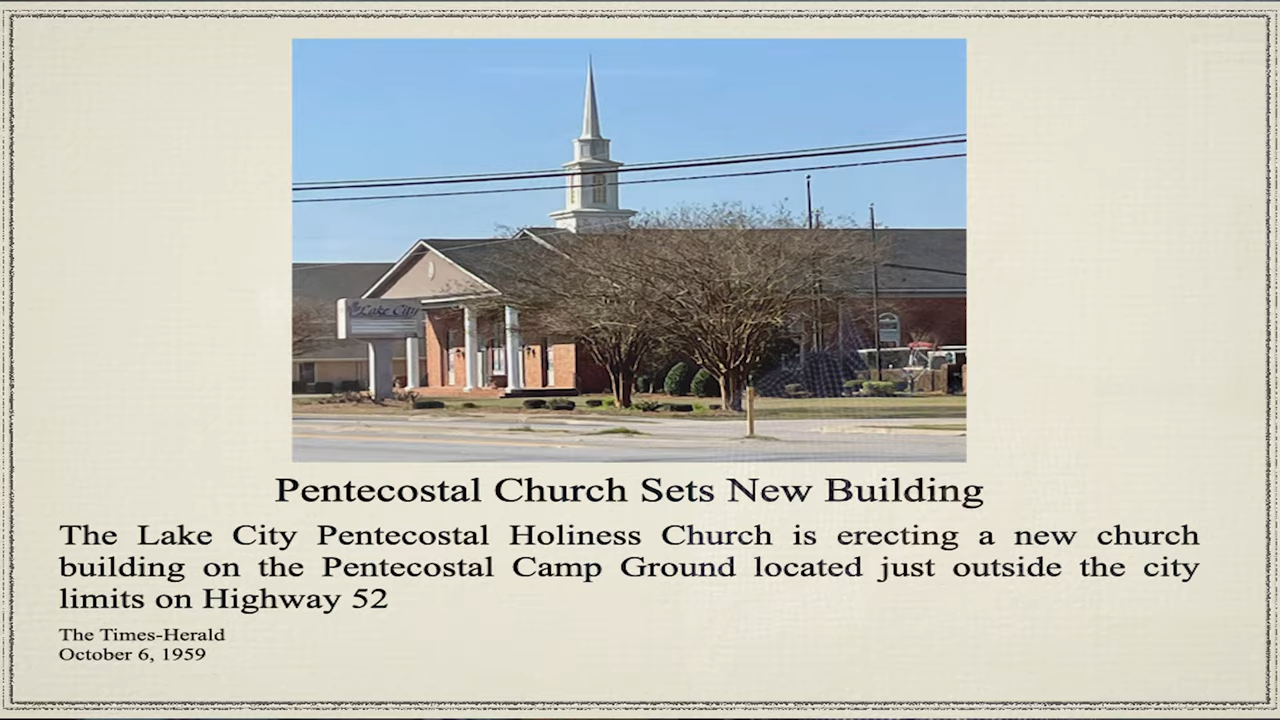 Lake City
Pentecostal Church Sets New Building
The Lake City Pentecostal Holiness Church is erecting a new church
building on the Pentecostal Camp Ground located just outside the city
limits on Highway 52
The Times-Herald
October 6, 1959